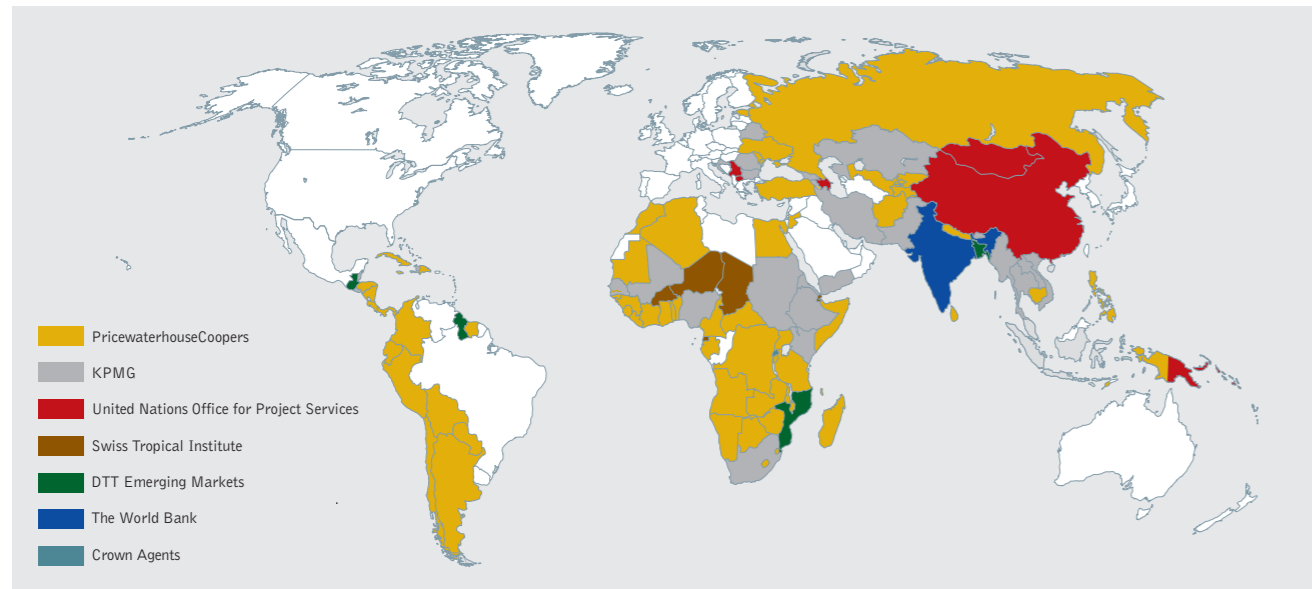 PricewaterhouseCoopers
KPMG
United Nations Office for Project Services
Swiss Tropical Institute
DTT Emerging Markets
The World Bank
Crown Agents